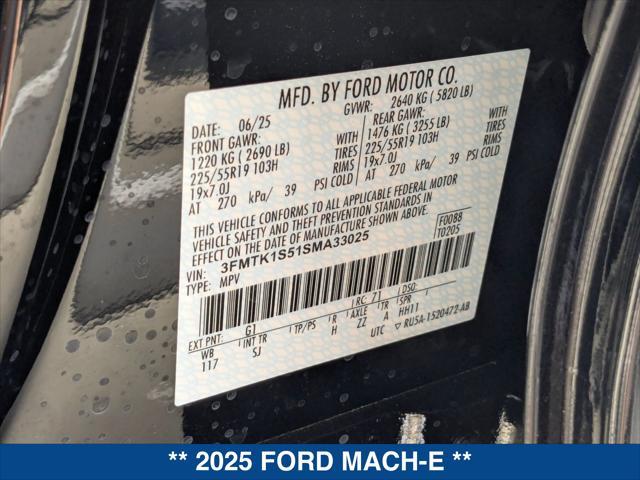 MFD. BY FORD MOTOR CO.
DATE: 06/25 GVWR: 2640 KG ( 5820 LB)
FRONT GAWR: REAR GAWR:
1220 KG ( 2690 LB) WITH 1476 KG ( 3255 LB) WITH
225/55R19 103H TIRES 225/55R19 103H TIRES
19x7.0J RIMS 19x7.0J RIMS
AT 270 kPa/ 39 PSI COLD AT 270 kPa/ 39 PSI COLD
THIS VEHICLE CONFORMS TO ALL APPLICABLE FEDERAL MOTOR
VEHICLE SAFETY AND THEFT PREVENTION STANDARDS IN
EFFECT ON THE DATE OF MANUFACTURE SHOWN ABOVE.
VIN: 3FMTK1S51SMA33025 F0088
TYPE: MPV T0205
EXT PNT: G1 RC: 71 DSO:
WB INT TR TP/PS R AXLE TR SPR
117 SJ H ZZ A HH11
UTC RU5A-1520472-AB
** 2025 FORD MACH-E **